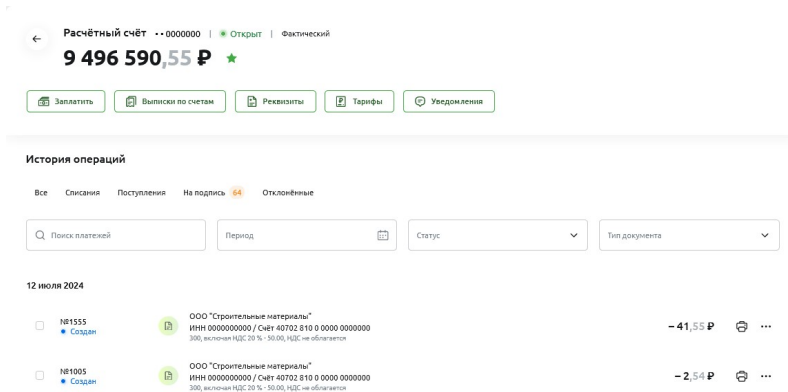 Расчётный счёт •• 0000000 | Открыт | Фактический
9 496 590,55 ₽
Заплатить Выписки по счетам Реквизиты Тарифы Уведомления
История операций
Все Списания Поступления На подпись 64 Отклонённые
Поиск платежей Период Статус Тип документа
12 июля 2024
№1555
Создан
ООО "Строительные материалы"
ИНН 0000000000 / Счёт 40702 810 0 0000 0000000
300, включая НДС 20 % - 50.00, НДС не облагается
– 41,55 ₽
№1005
Создан
ООО "Строительные материалы"
ИНН 0000000000 / Счёт 40702 810 0 0000 0000000
300, включая НДС 20 % - 50.00, НДС не облагается
– 2,54 ₽